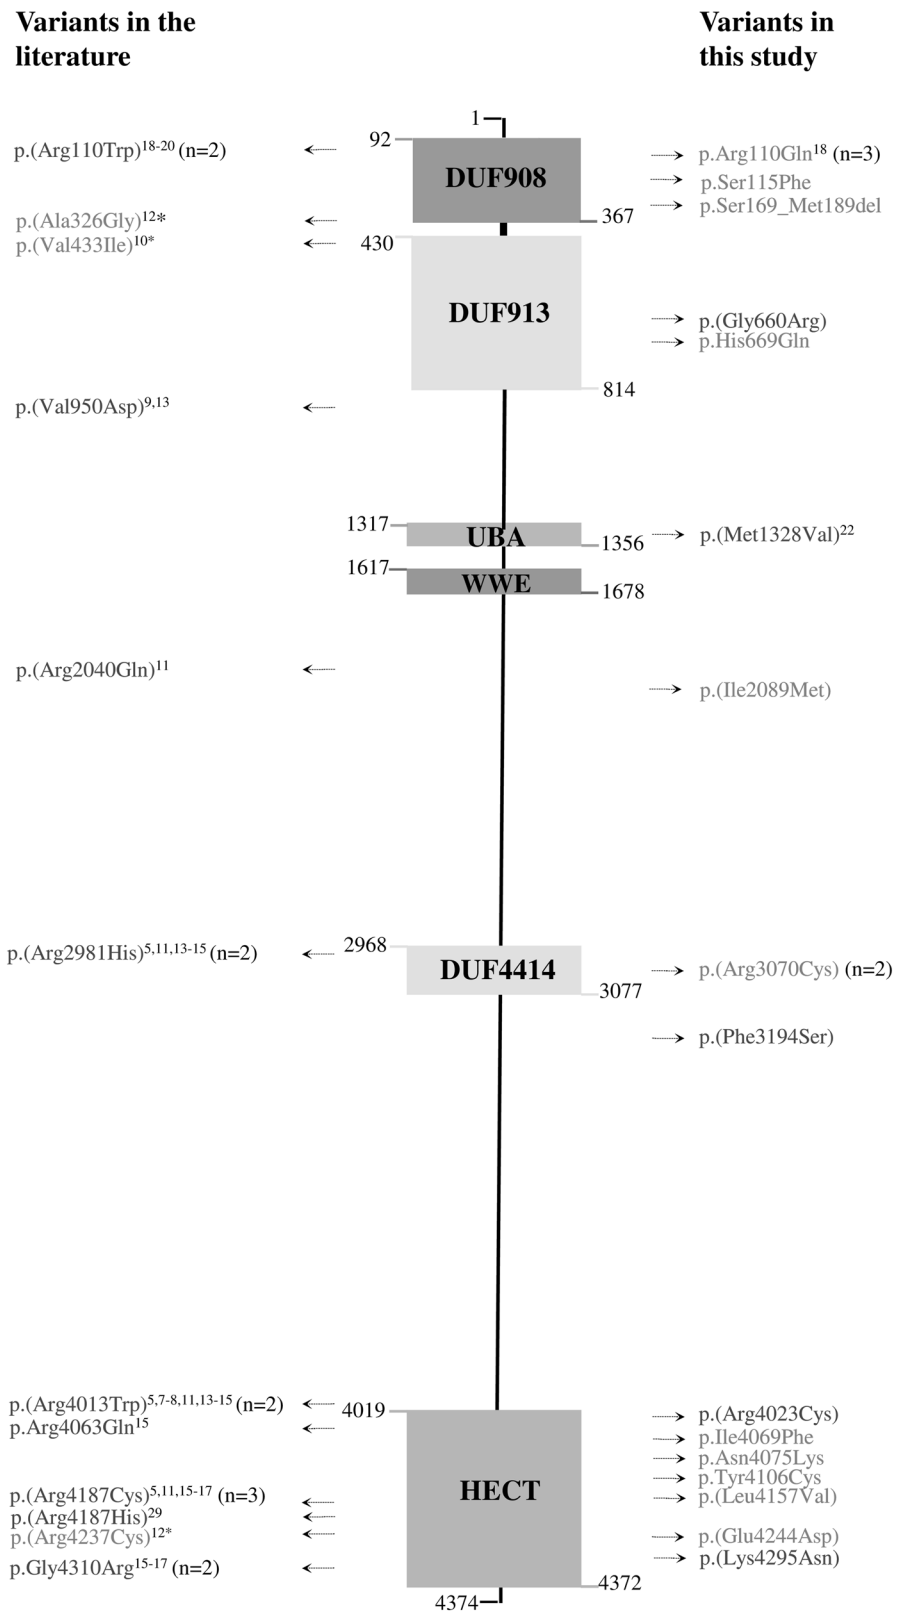 Variants in the
literature
Variants in
this study
1
92
p.(Arg110Trp)18-20 (n=2)
p.Arg110Gln18 (n=3)
DUF908
p.Ser115Phe
p.Ser169_Met189del
367
p.(Ala326Gly)12*
p.(Val433Ile)10*
430
DUF913
p.(Gly660Arg)
p.His669Gln
814
p.(Val950Asp)9,13
1317
UBA
1356
p.(Met1328Val)22
1617
WWE
1678
p.(Arg2040Gln)11
p.(Ile2089Met)
p.(Arg2981His)5,11,13-15 (n=2)
2968
DUF4414
p.(Arg3070Cys) (n=2)
3077
p.(Phe3194Ser)
p.(Arg4013Trp)5,7-8,11,13-15 (n=2)
4019
p.(Arg4023Cys)
p.Arg4063Gln15
p.Ile4069Phe
p.Asn4075Lys
p.Tyr4106Cys
p.(Leu4157Val)
HECT
p.(Arg4187Cys)5,11,15-17 (n=3)
p.(Arg4187His)29
p.(Arg4237Cys)12*
p.(Glu4244Asp)
p.(Lys4295Asn)
p.Gly4310Arg15-17 (n=2)
4372
4374